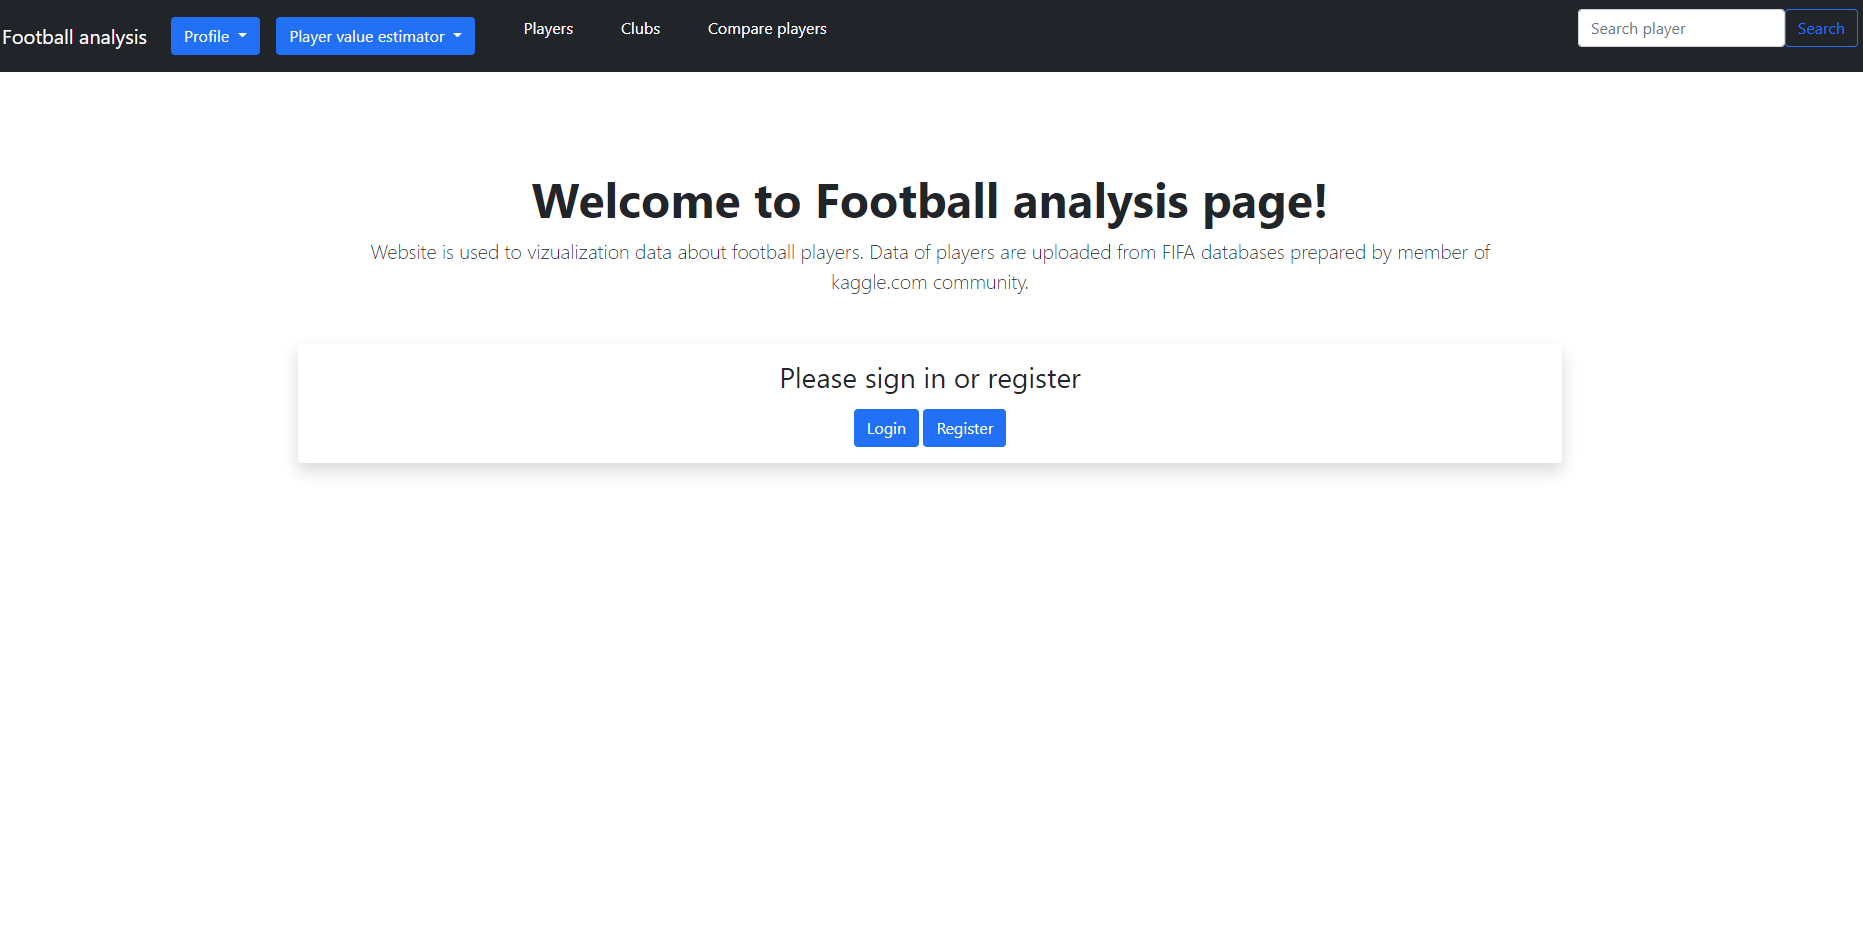 Football analysis Profile Player value estimator Players Clubs Compare players Search player Search
Welcome to Football analysis page!
Website is used to vizualization data about football players. Data of players are uploaded from FIFA databases prepared by member of
kaggle.com community.
Please sign in or register
Login Register